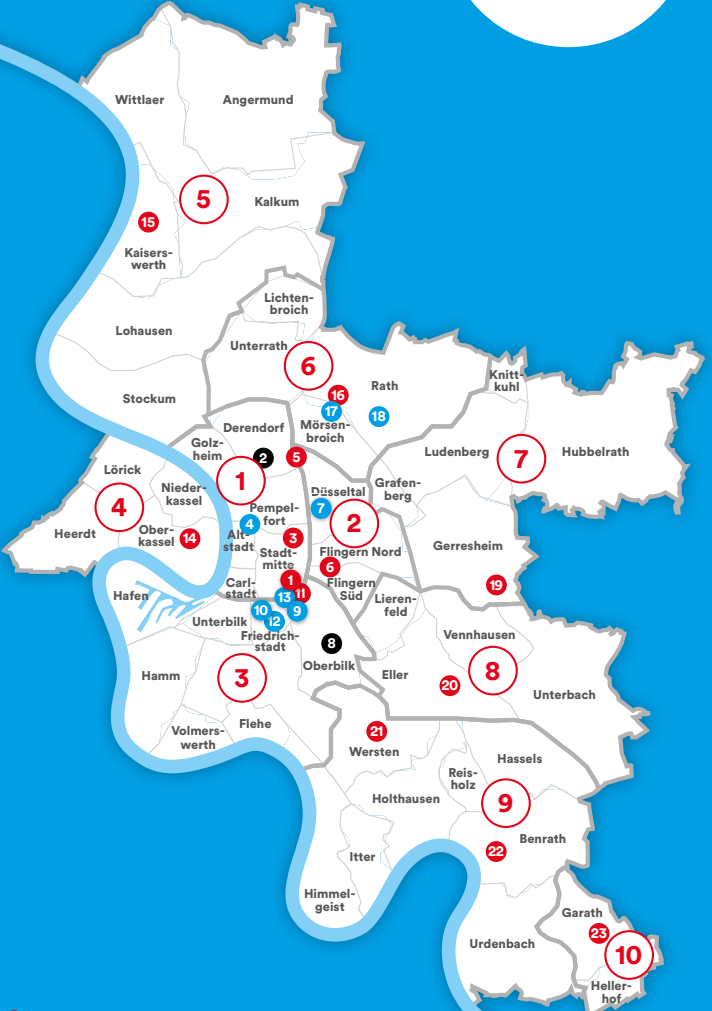 Wittlaer
Angermund
5
Kalkum
15
Kaisers-
werth
Lichten-
broich
Lohausen
Unterrath
6
Rath
Knitt-
kuhl
16
17
18
Stockum
Mörsen-
broich
Derendorf
Golz-
heim
2
5
Ludenberg
7
Hubbelrath
Lörick
1
Grafen-
berg
Nieder-
kassel
4
Düsseltal
7
2
Pempel-
fort
4
Heerdt
Ober-
kassel
14
Alt-
stadt
3
Stadt-
mitte
Flingern Nord
Gerresheim
6
Flingern
Süd
1
11
13
Carl-
stadt
19
Hafen
Lieren-
feld
10
9
12
Unterbilk
Friedrich-
stadt
8
Oberbilk
Vennhausen
Hamm
3
Eller
20
8
Unterbach
Flehe
Volmers-
werth
21
Wersten
Hassels
Reis-
holz
Holthausen
9
Benrath
22
Itter
Himmel-
geist
Garath
23
Urdenbach
10
Heller-
hof